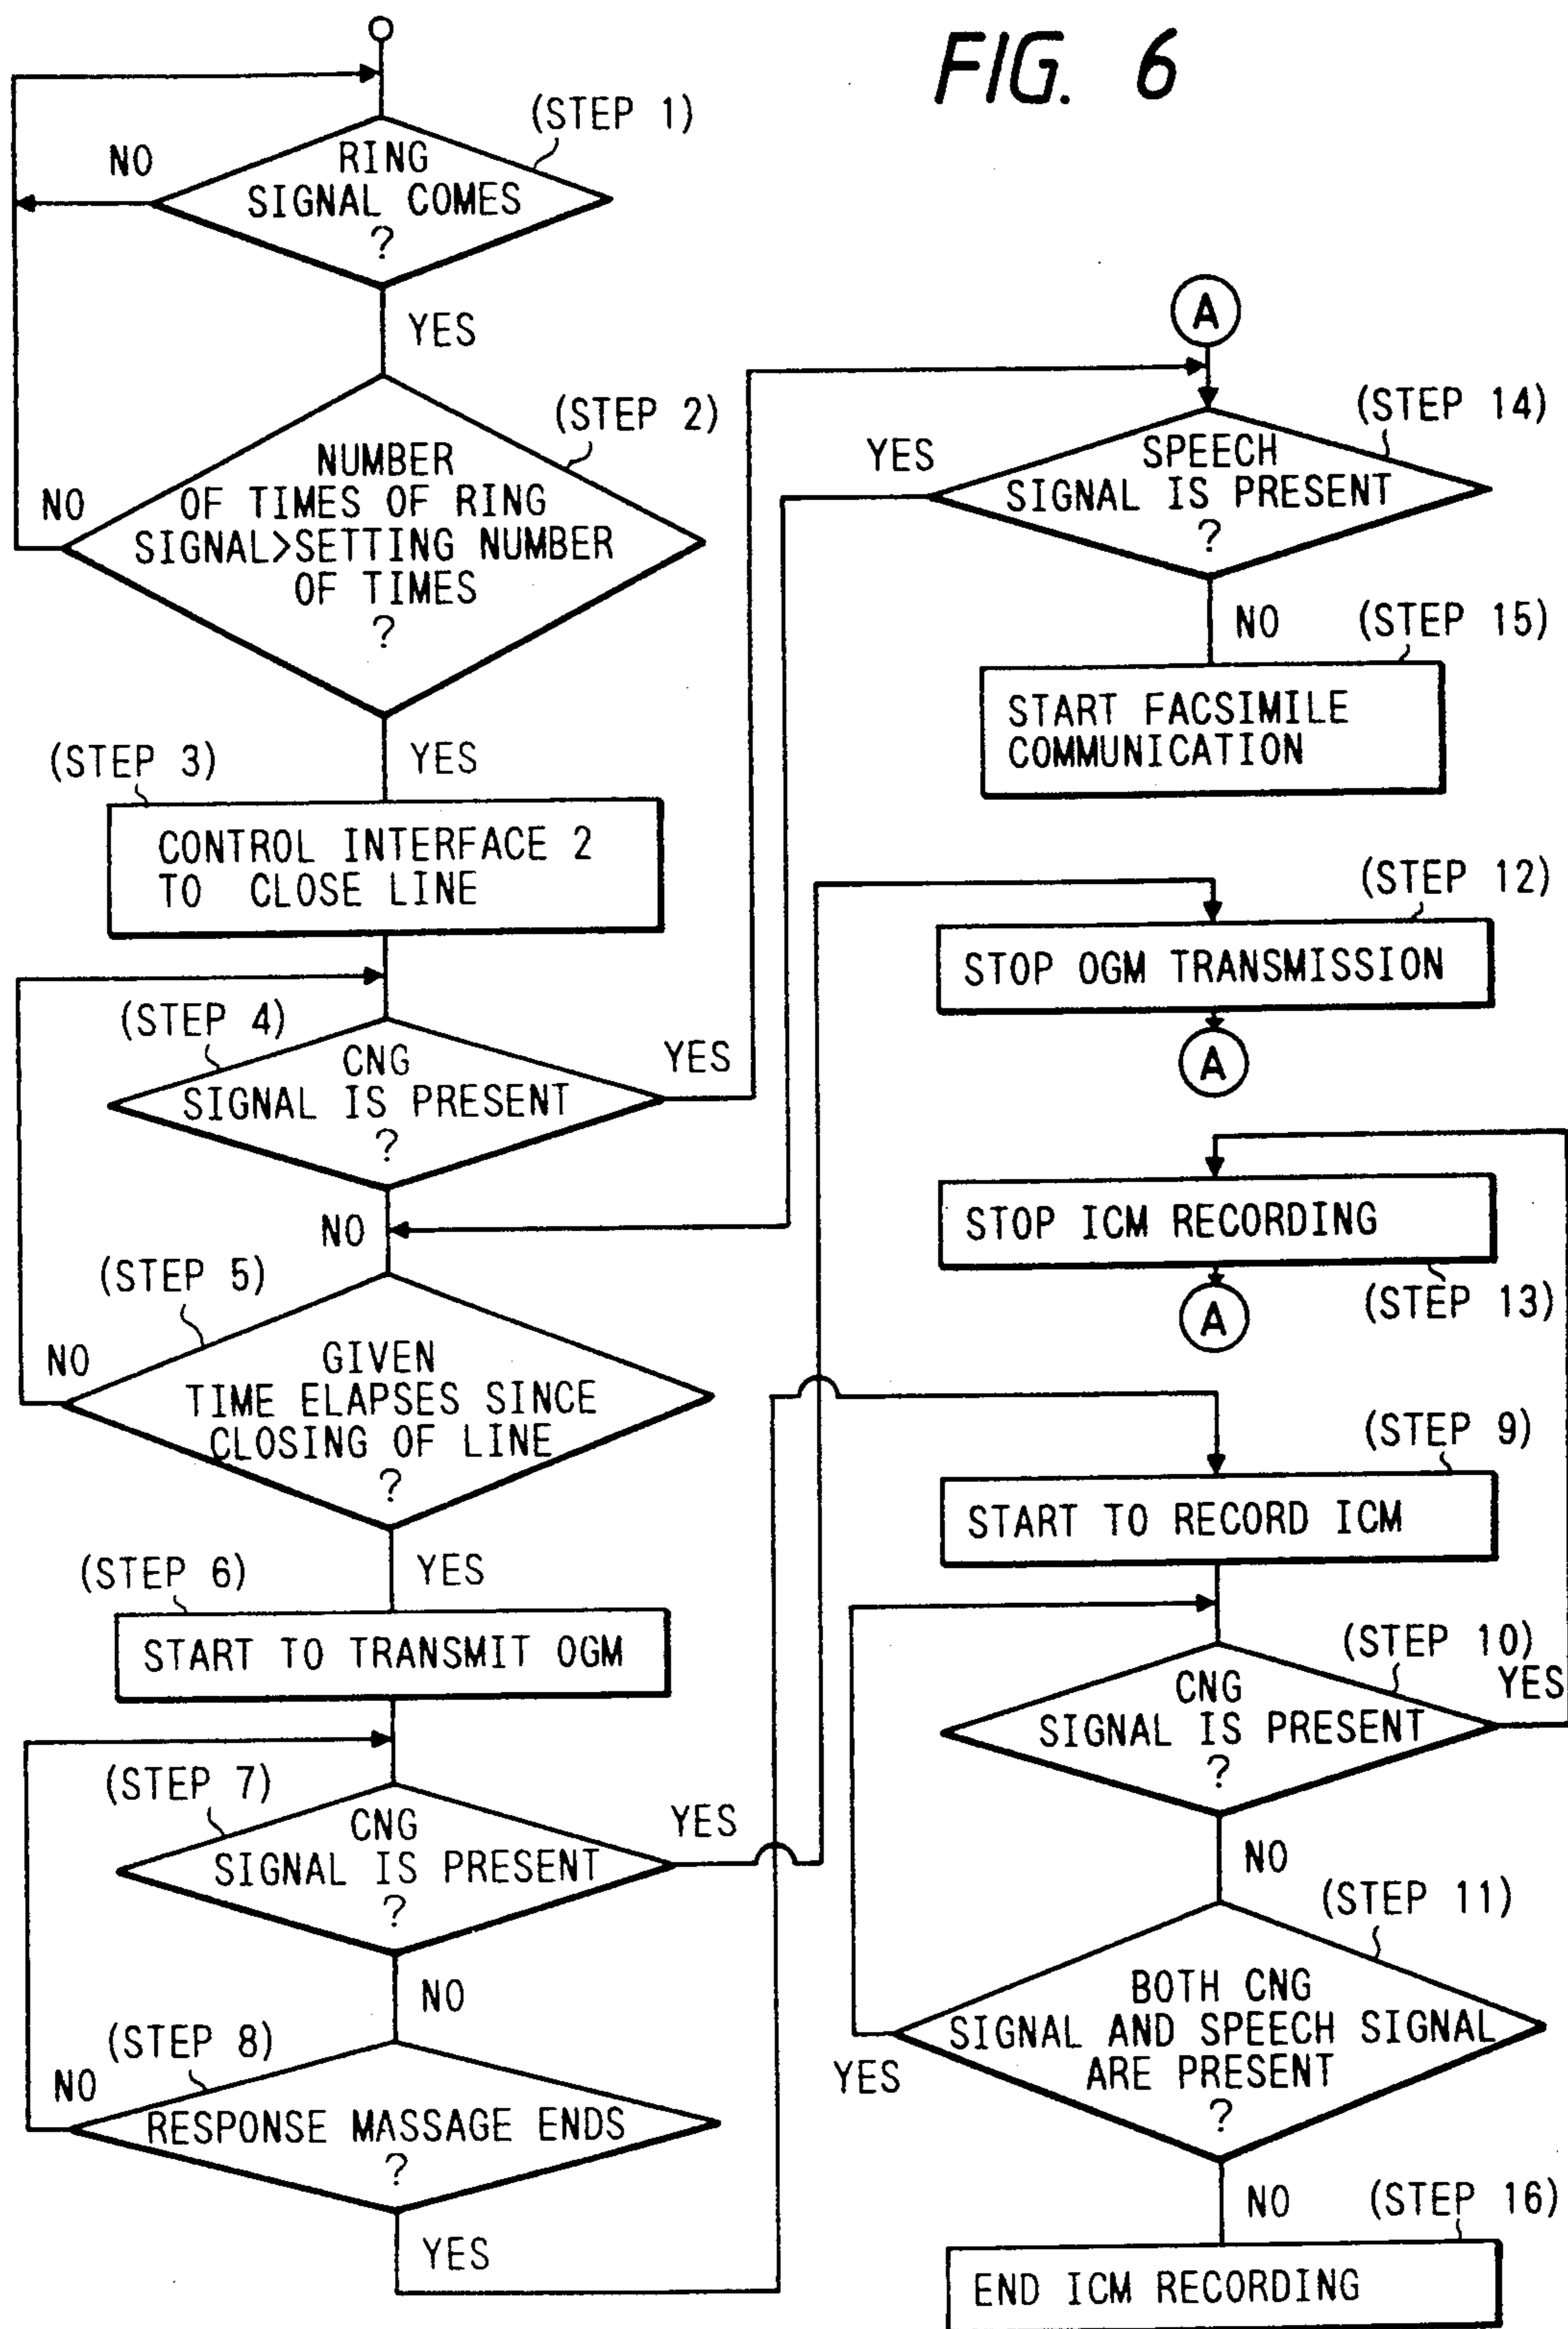 FIG. 6
(STEP 1)
NO
RING
SIGNAL COMES
?
YES
(STEP 2)
NUMBER
OF TIMES OF RING
SIGNAL>SETTING NUMBER
OF TIMES
?
NO
YES
(STEP 3)
CONTROL INTERFACE 2
TO CLOSE LINE
(STEP 4)
CNG
SIGNAL IS PRESENT
?
YES
NO
(STEP 5)
GIVEN
TIME ELAPSES SINCE
CLOSING OF LINE
?
NO
YES
(STEP 6)
START TO TRANSMIT OGM
(STEP 7)
CNG
SIGNAL IS PRESENT
?
YES
NO
(STEP 8)
NO
RESPONSE MASSAGE ENDS
?
YES
A
(STEP 14)
YES
SPEECH
SIGNAL IS PRESENT
?
NO
(STEP 15)
START FACSIMILE
COMMUNICATION
(STEP 12)
STOP OGM TRANSMISSION
A
STOP ICM RECORDING
(STEP 13)
A
(STEP 9)
START TO RECORD ICM
(STEP 10)
YES
CNG
SIGNAL IS PRESENT
?
NO
(STEP 11)
BOTH CNG
SIGNAL AND SPEECH SIGNAL
ARE PRESENT
?
YES
NO
(STEP 16)
END ICM RECORDING